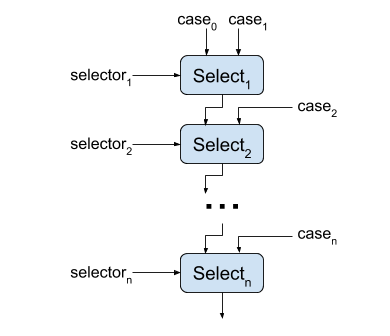 case₀ case₁
selector₁ Select₁
case₂
selector₂ Select₂
...
caseₙ
selectorₙ Selectₙ